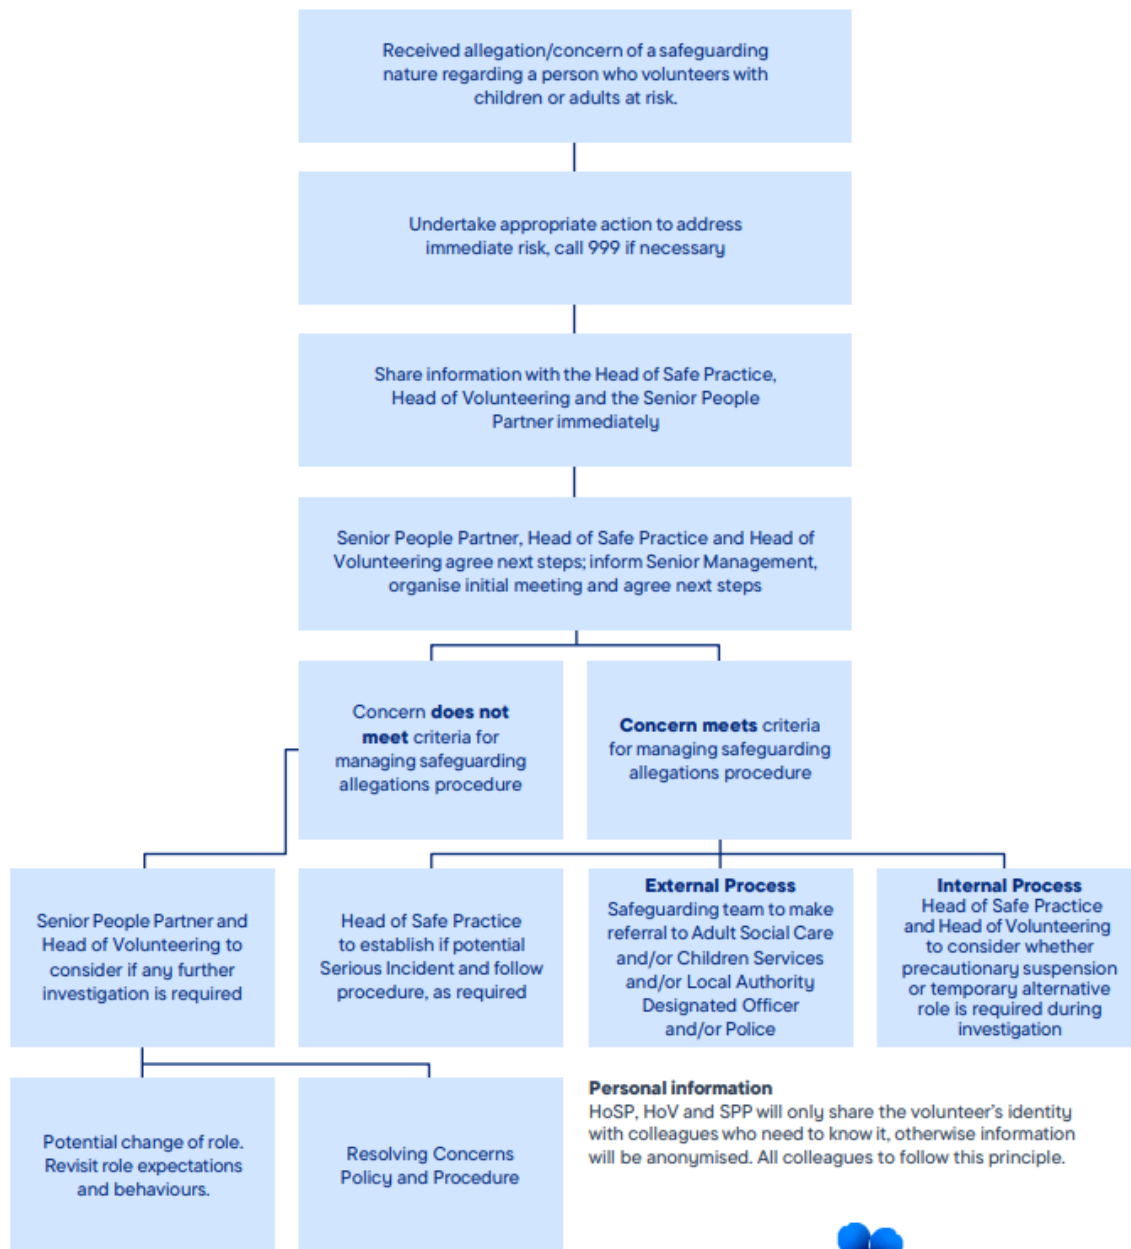 Received allegation/concern of a safeguarding
nature regarding a person who volunteers with
children or adults at risk.
Undertake appropriate action to address
immediate risk, call 999 if necessary
Share information with the Head of Safe Practice,
Head of Volunteering and the Senior People
Partner immediately
Senior People Partner, Head of Safe Practice and Head of
Volunteering agree next steps; inform Senior Management,
organise initial meeting and agree next steps
Concern does not
meet criteria for
managing safeguarding
allegations procedure
Concern meets criteria
for managing safeguarding
allegations procedure
Senior People Partner and
Head of Volunteering to
consider if any further
investigation is required
Head of Safe Practice
to establish if potential
Serious Incident and follow
procedure, as required
External Process
Safeguarding team to make
referral to Adult Social Care
and/or Children Services
and/or Local Authority
Designated Officer
and/or Police
Internal Process
Head of Safe Practice
and Head of Volunteering
to consider whether
precautionary suspension
or temporary alternative
role is required during
investigation
Potential change of role.
Revisit role expectations
and behaviours.
Resolving Concerns
Policy and Procedure
Personal information
HoSP, HoV and SPP will only share the volunteer's identity
with colleagues who need to know it, otherwise information
will be anonymised. All colleagues to follow this principle.